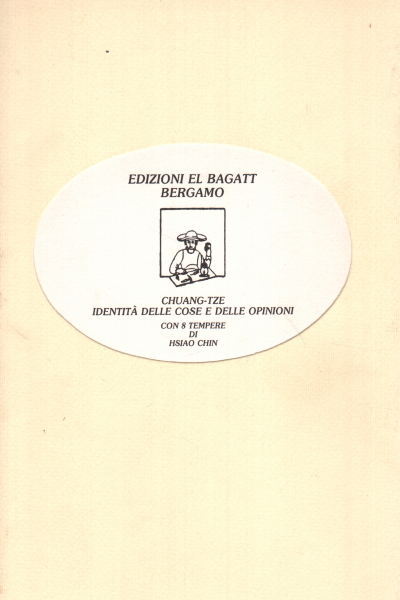 EDIZIONI EL BAGATT
BERGAMO
CHUANG-TZE
IDENTITÀ DELLE COSE E DELLE OPINIONI
CON 8 TEMPERE
DI
HSIAO CHIN